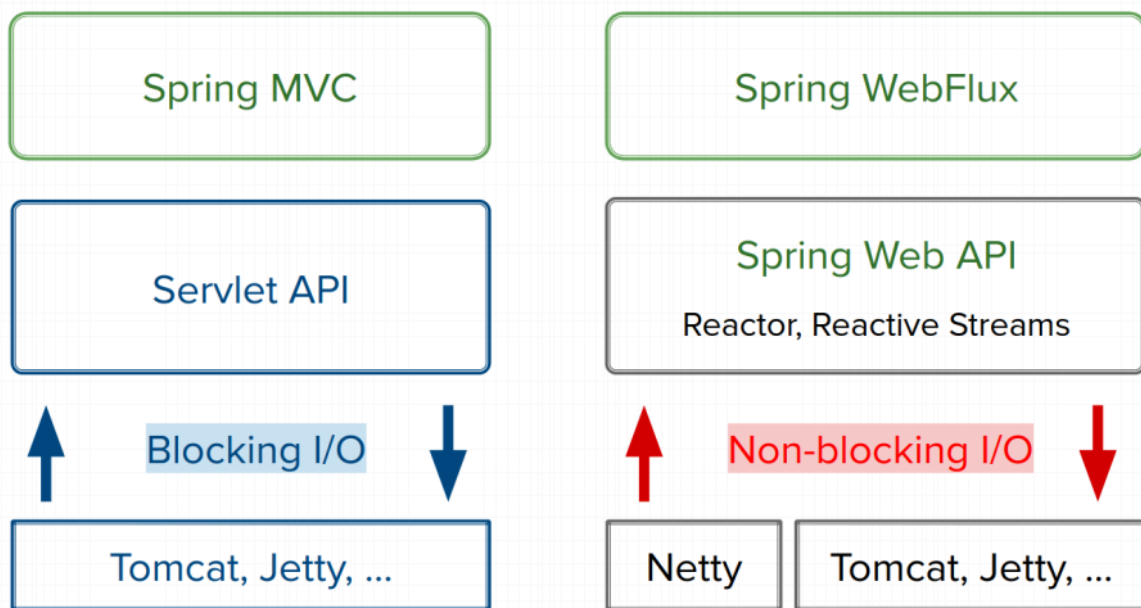 Spring MVC
Spring WebFlux
Servlet API
Spring Web API
Reactor, Reactive Streams
Blocking I/O
Non-blocking I/O
Tomcat, Jetty, ...
Netty
Tomcat, Jetty, ...